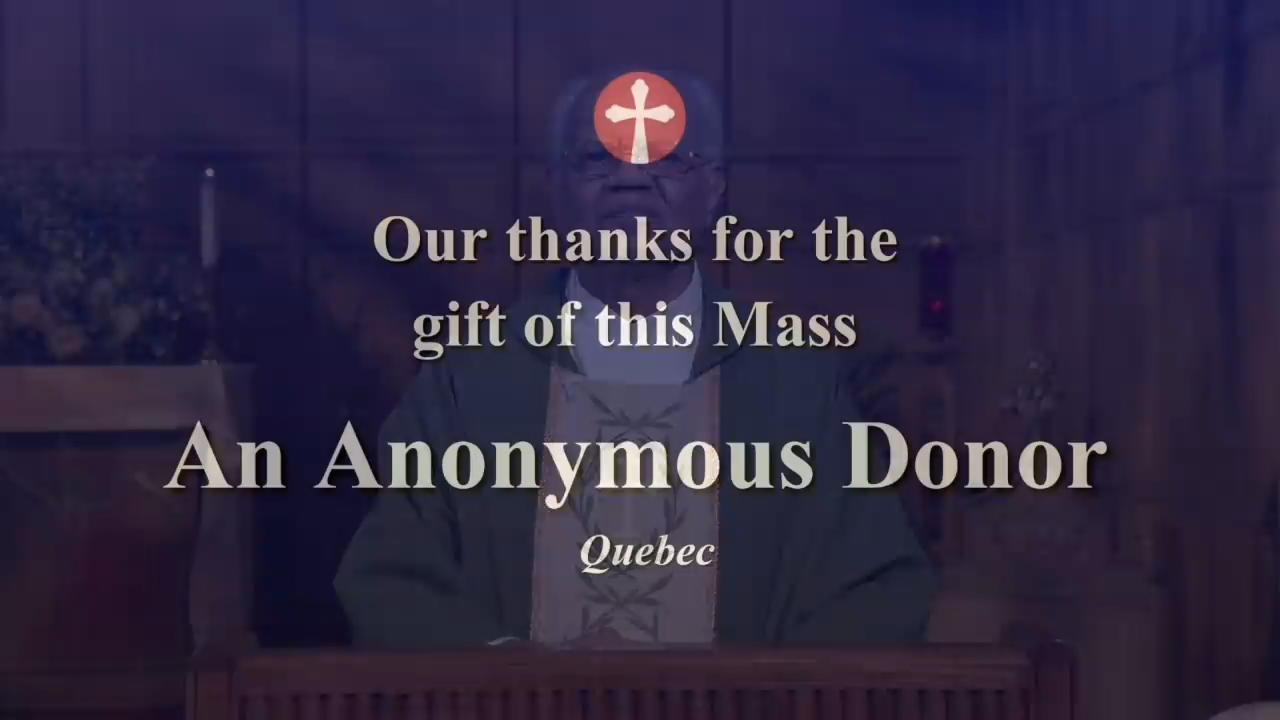 Our thanks for the
gift of this Mass
An Anonymous Donor
Quebec